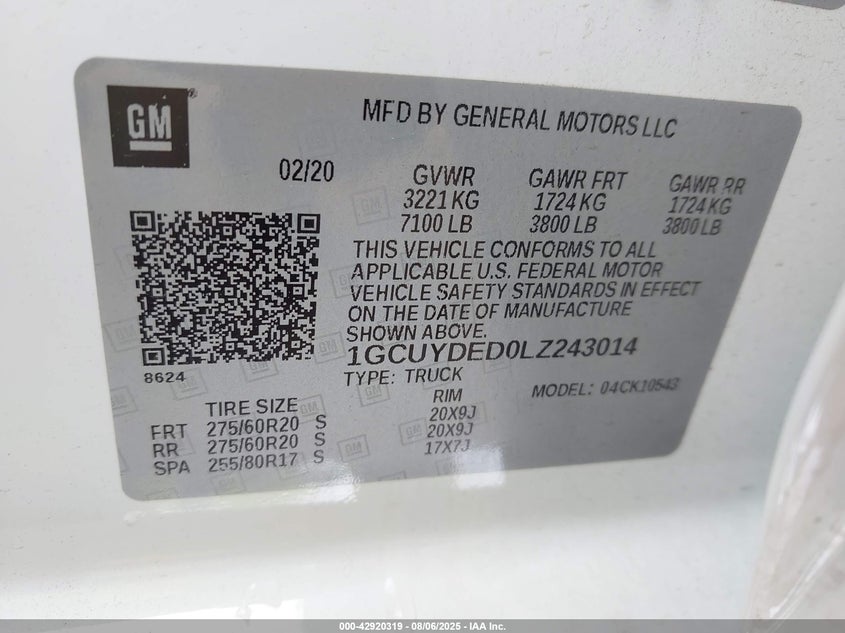 GM ®
MFD BY GENERAL MOTORS LLC
02/20 GVWR GAWR FRT GAWR RR
3221 KG 1724 KG 1724 KG
7100 LB 3800 LB 3800 LB
THIS VEHICLE CONFORMS TO ALL
APPLICABLE U.S. FEDERAL MOTOR
VEHICLE SAFETY STANDARDS IN EFFECT
ON THE DATE OF MANUFACTURE
SHOWN ABOVE.
1GCUYDED0LZ243014
8624
TYPE: TRUCK MODEL: 04CK10543
TIRE SIZE RIM
FRT 275/60R20 S 20X9J
RR 275/60R20 S 20X9J
SPA 255/80R17 S 17X7J
000-42920319 - 08/06/2025 - IAA Inc.